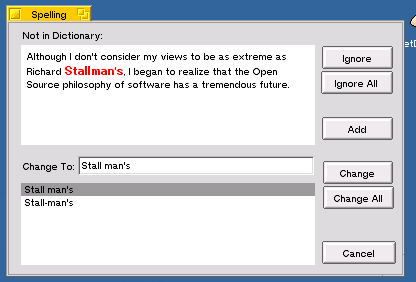 Spelling
Not in Dictionary:
Although I don't consider my views to be as extreme as
Richard Stallman's, I began to realize that the Open
Source philosophy of software has a tremendous future.
Ignore
Ignore All
Add
Change To: Stall man's
Change
Stall man's
Stall-man's
Change All
Cancel